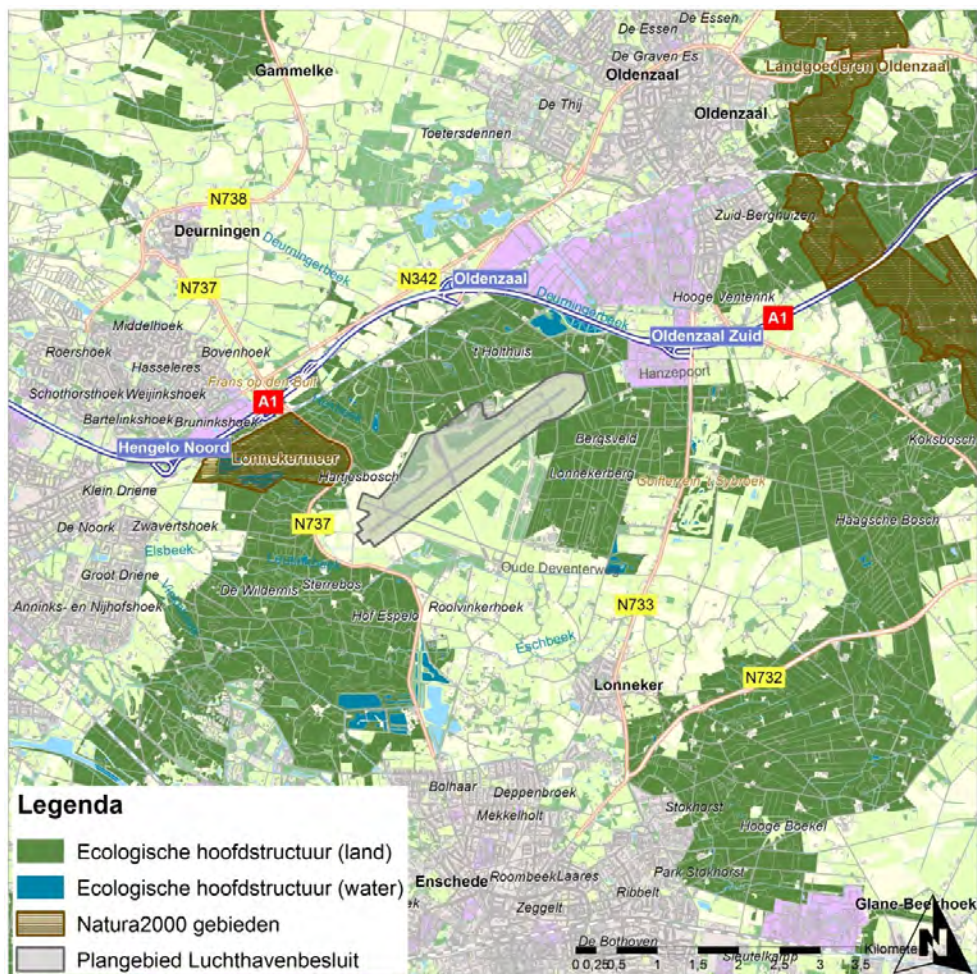 De Essen
De Essen
De Graven Es
Oldenzaal
Landgoederen Oldenzaal
Gammelke
De Thij
Oldenzaal
Toetersdennen
N738
Zuid-Berghuizen
Deurningen
Deurningerbeek
N342
Oldenzaal
N737
Deurningerbeek
Hooge Venterink
A1
Middelhoek
Oldenzaal Zuid
Roershoek
Bovenhoek
't Holthuis
Hasseleres
Hanzepoort
Frans op den Bult
Schothorsthoek
Weijinkshoek
A1
Bartelinkshoek
Bruninkshoek
Bergsveld
Koksbosch
Hengelo Noord
Lonnekermeer
Lonnekerberg
Hartjesbosch
Golfterrein 't Sybroek
Klein Driene
Haagsche Bosch
De Noork
Zwavertshoek
N737
Elsbeek
Oude Deventerweg
Groot Driene
De Wildernis
Sterrebos
Anninks- en Nijhofshoek
Hof Espelo
Roolvinkerhoek
N733
Eschbeek
Lonneker
N732
Bolhaar
Deppenbroek
Mekkelholt
Stokhorst
Hooge Boekel
Enschede
Roombeek
Laares
Park Stokhorst
Ribbelt
Zeggelt
Glane-Beekhoek
De Bothoven
Sleutelkamp
Legenda
Ecologische hoofdstructuur (land)
Ecologische hoofdstructuur (water)
Natura2000 gebieden
Plangebied Luchthavenbesluit
0 0,25 0,5 1 1,5 2 2,5 3 3,5
Kilometers
N